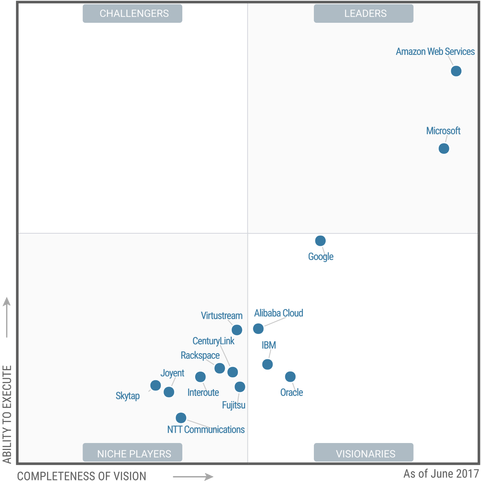 CHALLENGERS
LEADERS
Amazon Web Services
Microsoft
Google
Virtustream
Alibaba Cloud
CenturyLink
IBM
Rackspace
Joyent
Skytap
Interoute
Oracle
Fujitsu
NTT Communications
NICHE PLAYERS
VISIONARIES
ABILITY TO EXECUTE
COMPLETENESS OF VISION
As of June 2017